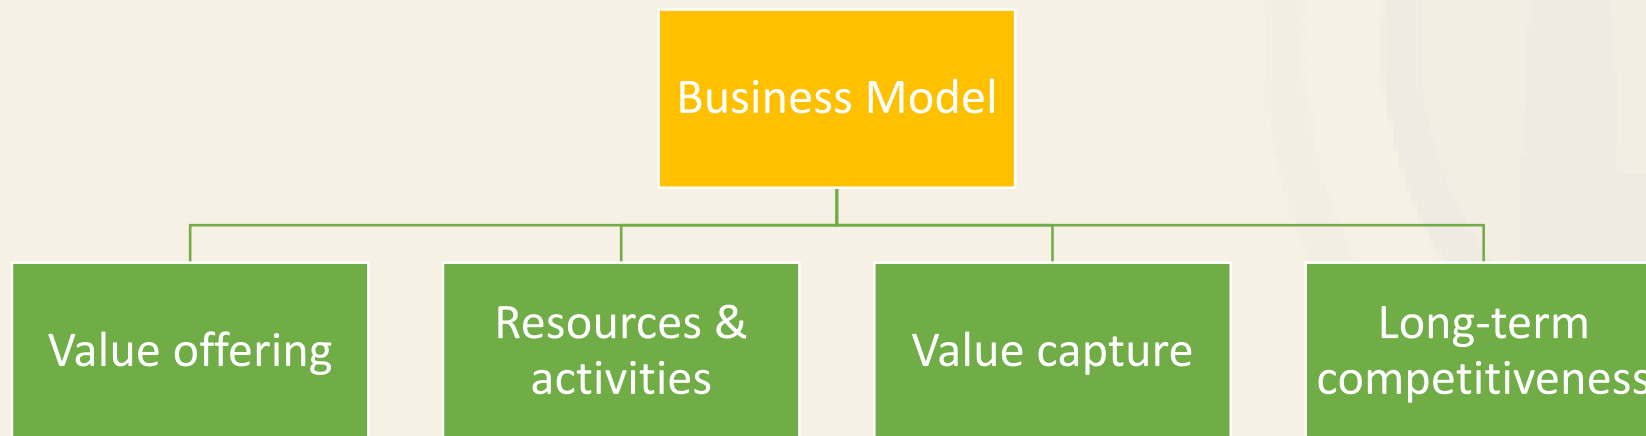 Business Model
Value offering
Resources &
activities
Value capture
Long-term
competitiveness